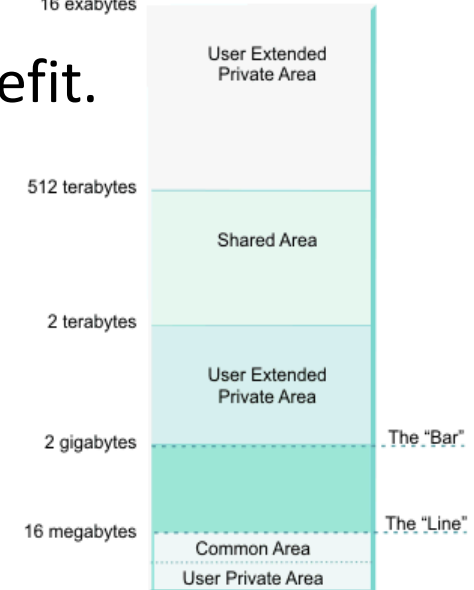 16 exabytes
User Extended
Private Area
efit.
512 terabytes
Shared Area
2 terabytes
User Extended
Private Area
2 gigabytes
The “Bar”
16 megabytes
The “Line”
Common Area
User Private Area